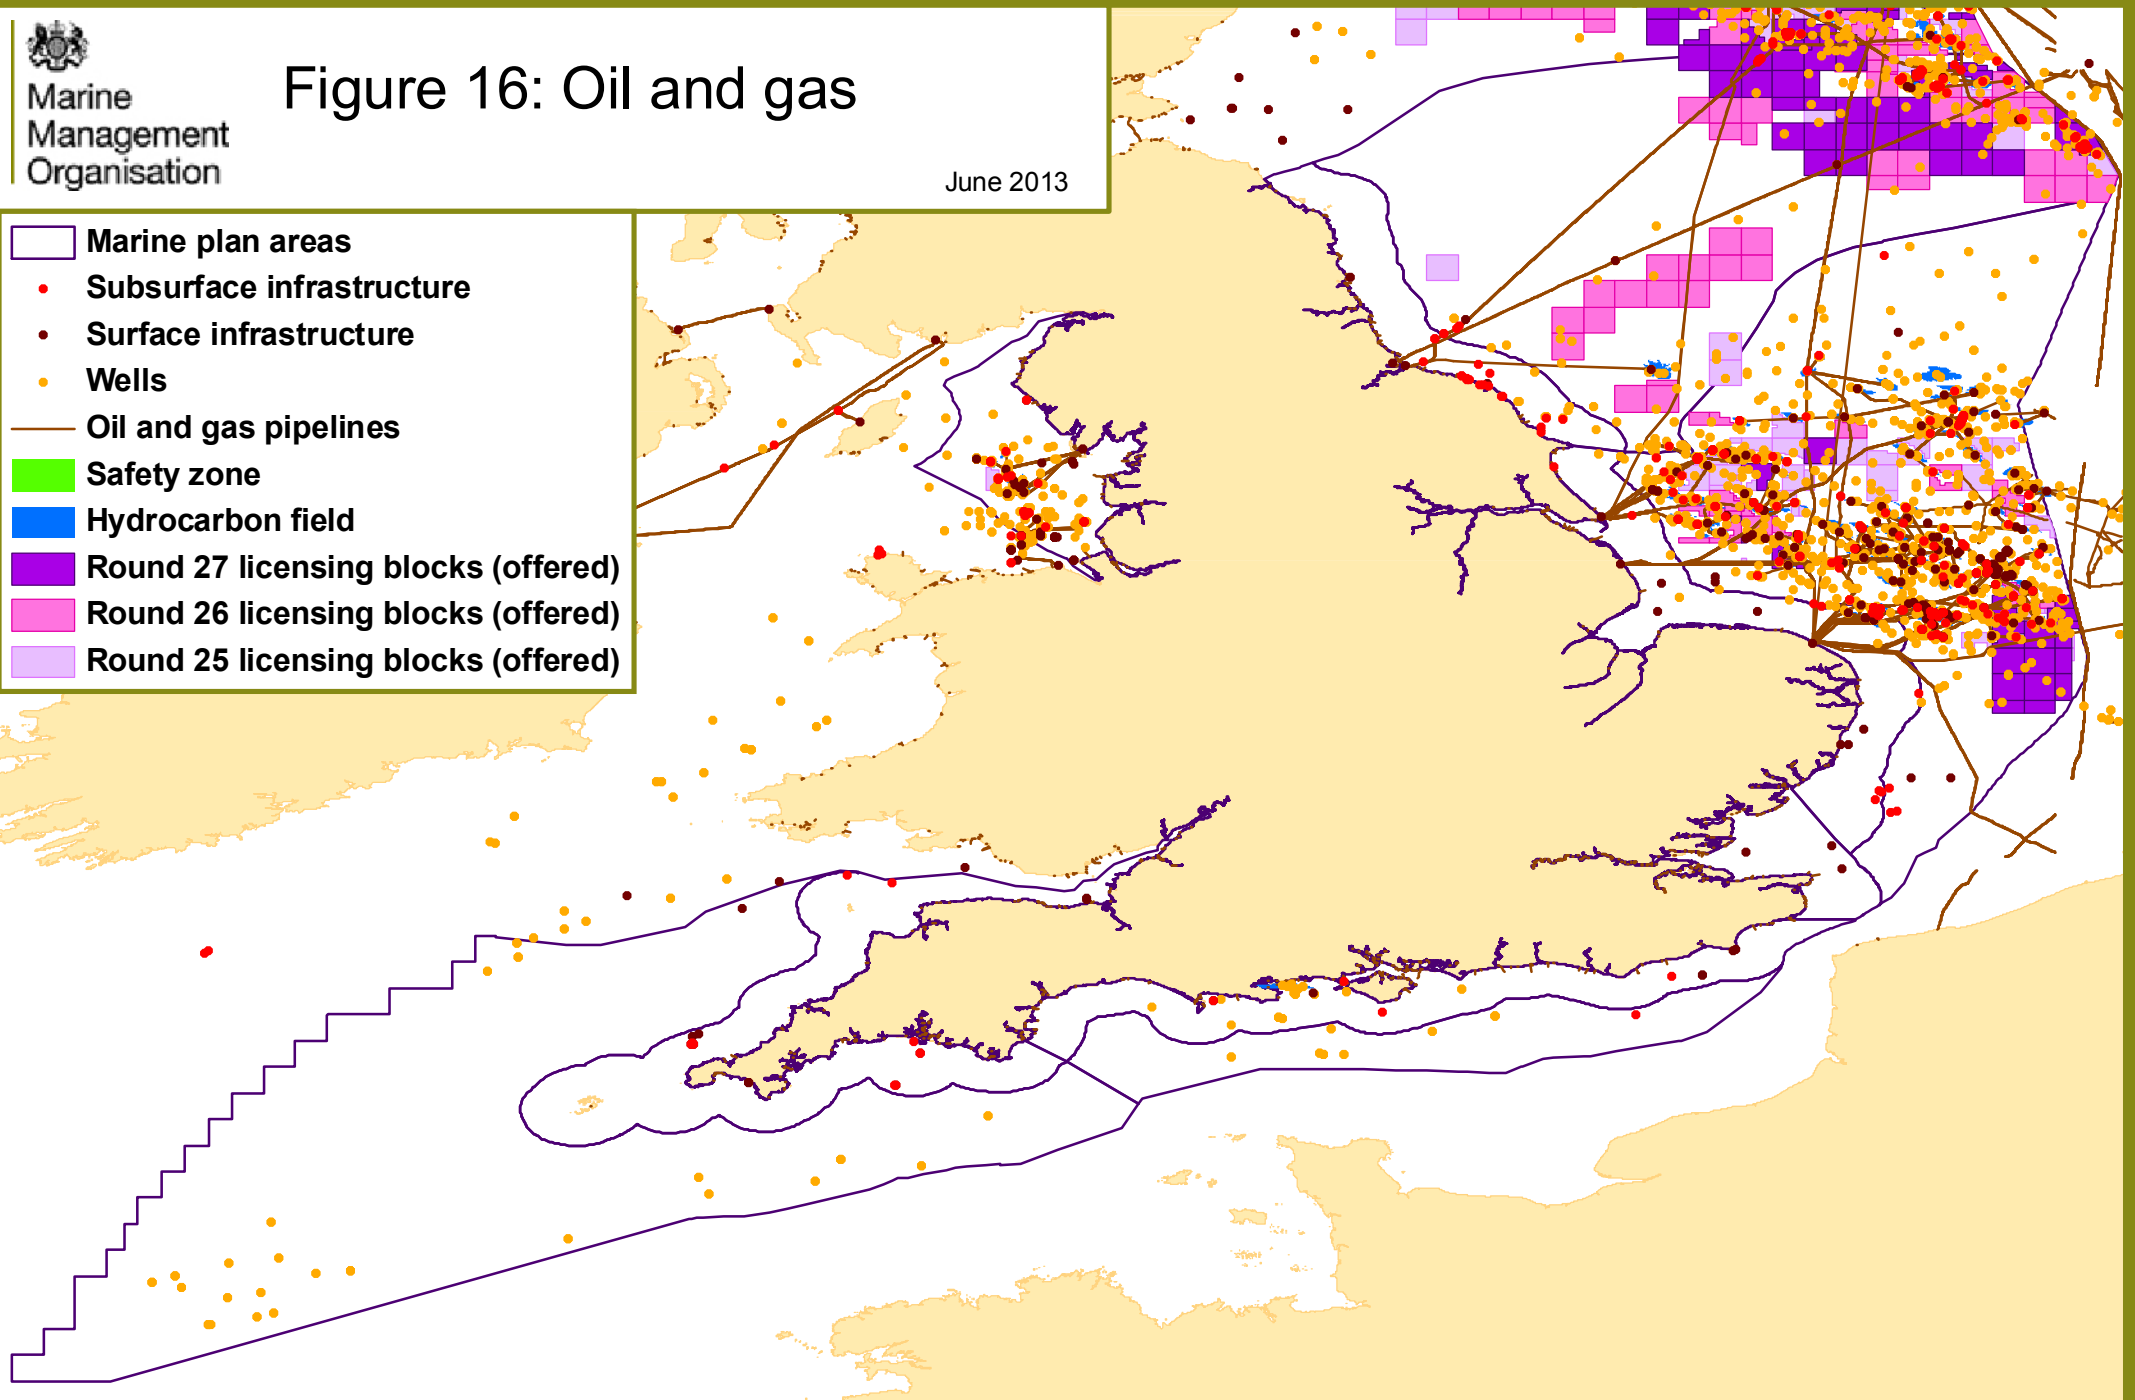 Marine
Management
Organisation
Figure 16: Oil and gas
June 2013
Marine plan areas
Subsurface infrastructure
Surface infrastructure
Wells
Oil and gas pipelines
Safety zone
Hydrocarbon field
Round 27 licensing blocks (offered)
Round 26 licensing blocks (offered)
Round 25 licensing blocks (offered)